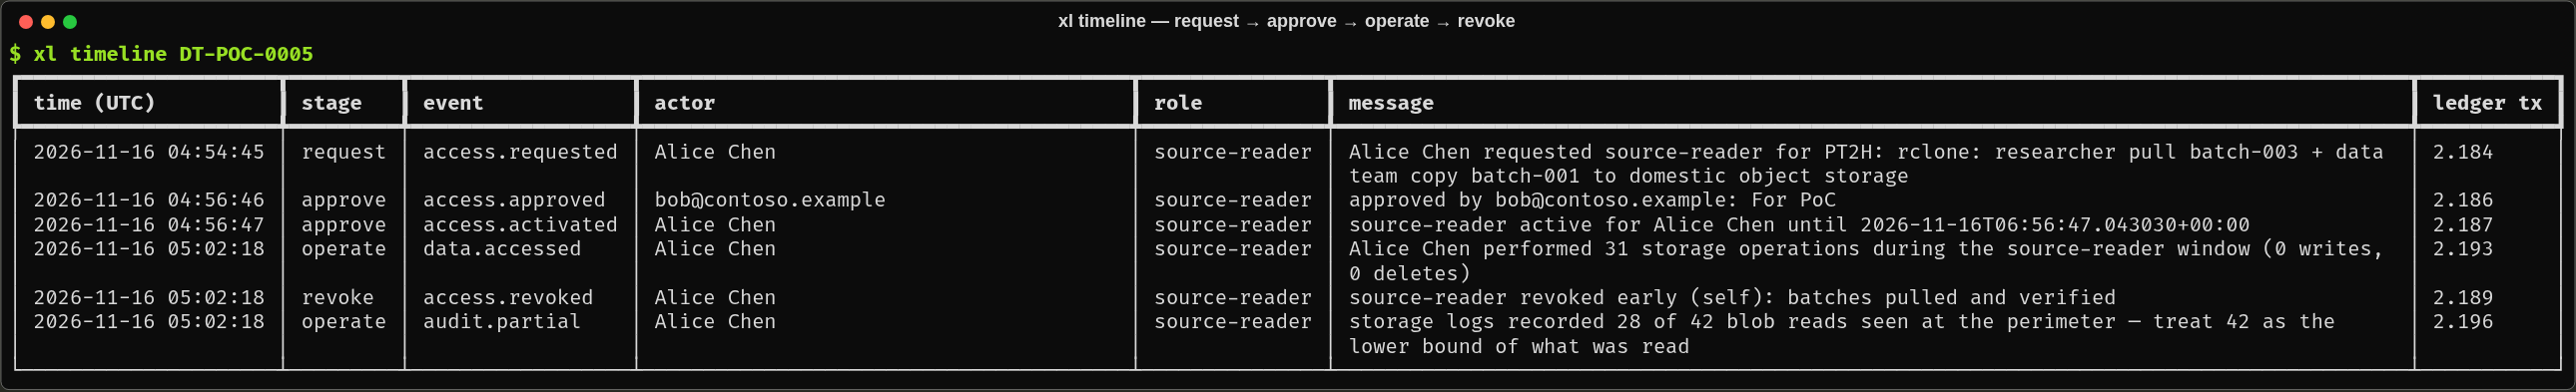 xl timeline — request → approve → operate → revoke
$ xl timeline DT-POC-0005
time (UTC) stage event actor role message ledger tx
2026-11-16 04:54:45 request access.requested Alice Chen source-reader Alice Chen requested source-reader for PT2H: rclone: researcher pull batch-003 + data 2.184
team copy batch-001 to domestic object storage
2026-11-16 04:56:46 approve access.approved bob@contoso.example source-reader approved by bob@contoso.example: For PoC 2.186
2026-11-16 04:56:47 approve access.activated Alice Chen source-reader source-reader active for Alice Chen until 2026-11-16T06:56:47.043030+00:00 2.187
2026-11-16 05:02:18 operate data.accessed Alice Chen source-reader Alice Chen performed 31 storage operations during the source-reader window (0 writes, 2.193
0 deletes)
2026-11-16 05:02:18 revoke access.revoked Alice Chen source-reader source-reader revoked early (self): batches pulled and verified 2.189
2026-11-16 05:02:18 operate audit.partial Alice Chen source-reader storage logs recorded 28 of 42 blob reads seen at the perimeter — treat 42 as the 2.196
lower bound of what was read